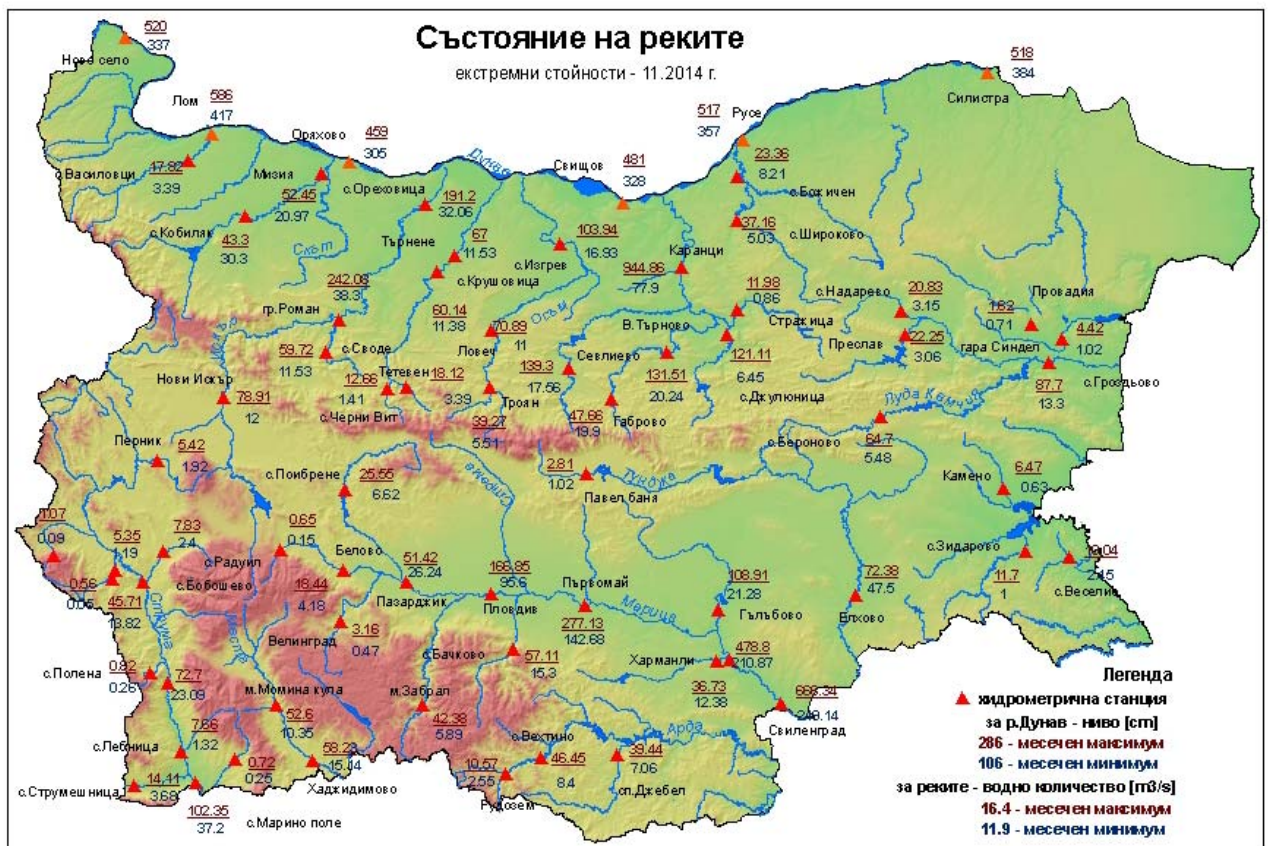 Състояние на реките
екстремни стойности - 11.2014 г.
520
337
Ново село
Лом
586
417
Оряхово
459
305
Дунав
Свищов
481
328
Русе
517
357
518
384
Силистра
с.Василовци
17.92
3.39
Мизия
52.45
20.97
с.Ореховица
191.2
32.06
23.36
8.21
с.Божичен
с.Кобиляк
43.3
30.3
Скът
Търнене
67
11.53
с.Крушовица
с.Изгрев
103.94
16.93
Каранци
944.86
77.9
37.16
5.03
с.Широково
242.08
38.3
гр.Роман
60.14
11.38
Осъм
11.98
0.86
Стражица
с.Надарево
20.83
3.15
Провадия
1.82
0.71
4.42
1.02
Искър
59.72
11.53
с.Своде
Ловеч
70.89
11
В.Търново
Преслав
22.25
3.06
гара Синдел
с.Гроздьово
87.7
13.3
Нови Искър
78.91
12
Тетевен
12.66
1.41
с.Черни Вит
18.12
3.39
Троян
39.27
5.51
Севлиево
139.3
17.56
131.51
20.24
121.11
6.45
с.Джулюница
47.66
19.9
Габрово
Луда Камчия
с.Бероново
64.7
5.48
Перник
5.42
1.92
с.Поибрене
25.55
6.62
Стряма
2.81
1.02
Павел баня
Тунджа
Камено
6.47
0.63
1.07
0.09
5.35
1.19
7.83
2.4
с.Радуил
0.65
0.15
Белово
51.42
26.24
с.Зидарово
11.7
1
2.45
с.Веселие
0.56
0.05
45.71
13.82
с.Бобошево
18.44
4.18
Пазарджик
166.85
95.6
Пловдив
Първомай
277.13
142.68
Марица
108.91
21.28
Гълъбово
72.38
47.5
Елхово
Струма
Места
Велинград
3.16
0.47
с.Бачково
57.11
15.3
Харманли
478.8
210.87
36.73
12.38
с.Полена
0.82
0.26
72.7
23.09
м.Момина кула
52.6
10.35
м.Забрал
42.38
5.89
668.34
249.14
Свиленград
с.Лебница
7.66
1.32
0.72
0.25
58.23
15.14
Хаджидимово
с.Вехтино
46.45
8.4
Арда
39.44
7.06
сп.Джебел
10.57
2.55
Рудозем
с.Струмешница
14.41
3.68
102.35
37.2
с.Марино поле
Легенда
хидрометрична станция
за р.Дунав - ниво [cm]
286 - месечен максимум
106 - месечен минимум
за реките - водно количество [m3/s]
16.4 - месечен максимум
11.9 - месечен минимум